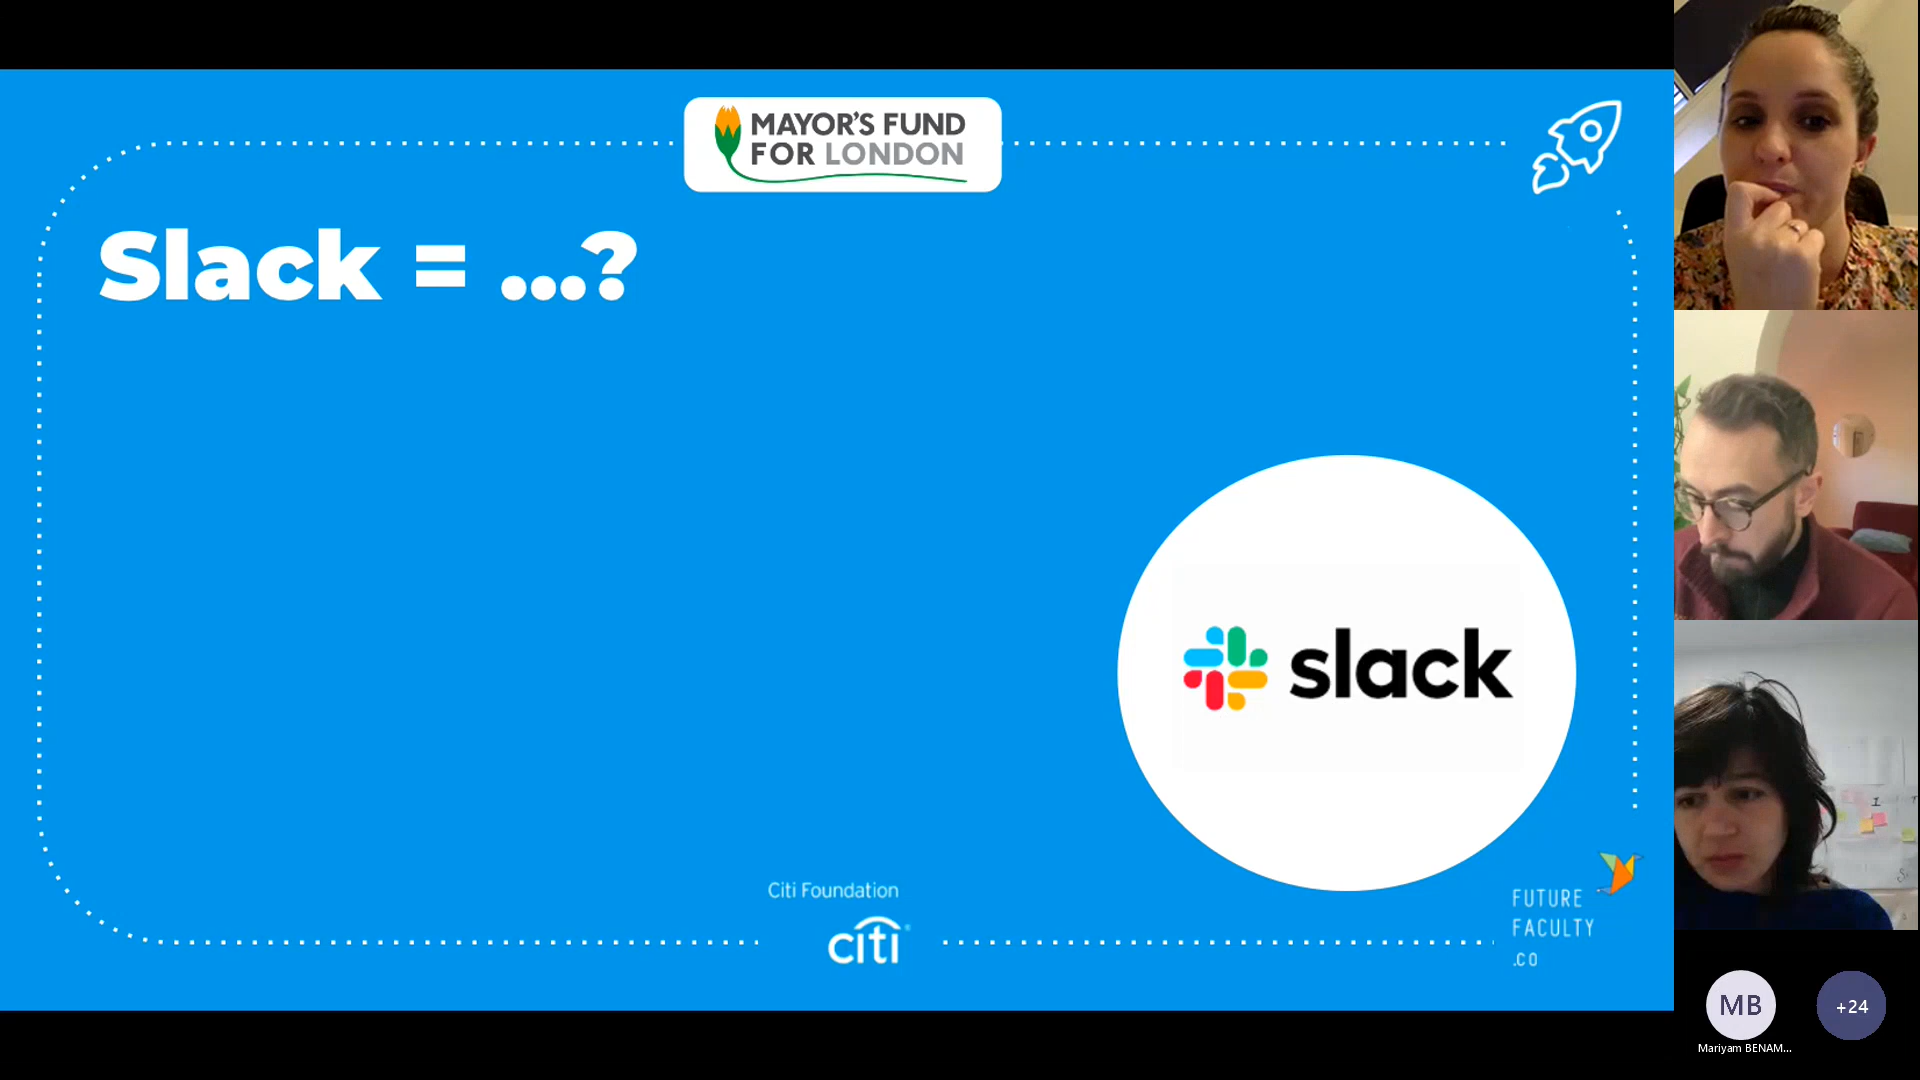 MAYOR'S FUND
FOR LONDON
Slack = ...?
slack
Citi Foundation
citi
FUTURE
FACULTY
.CO
I
MB
+24
Mariyam BENAM...